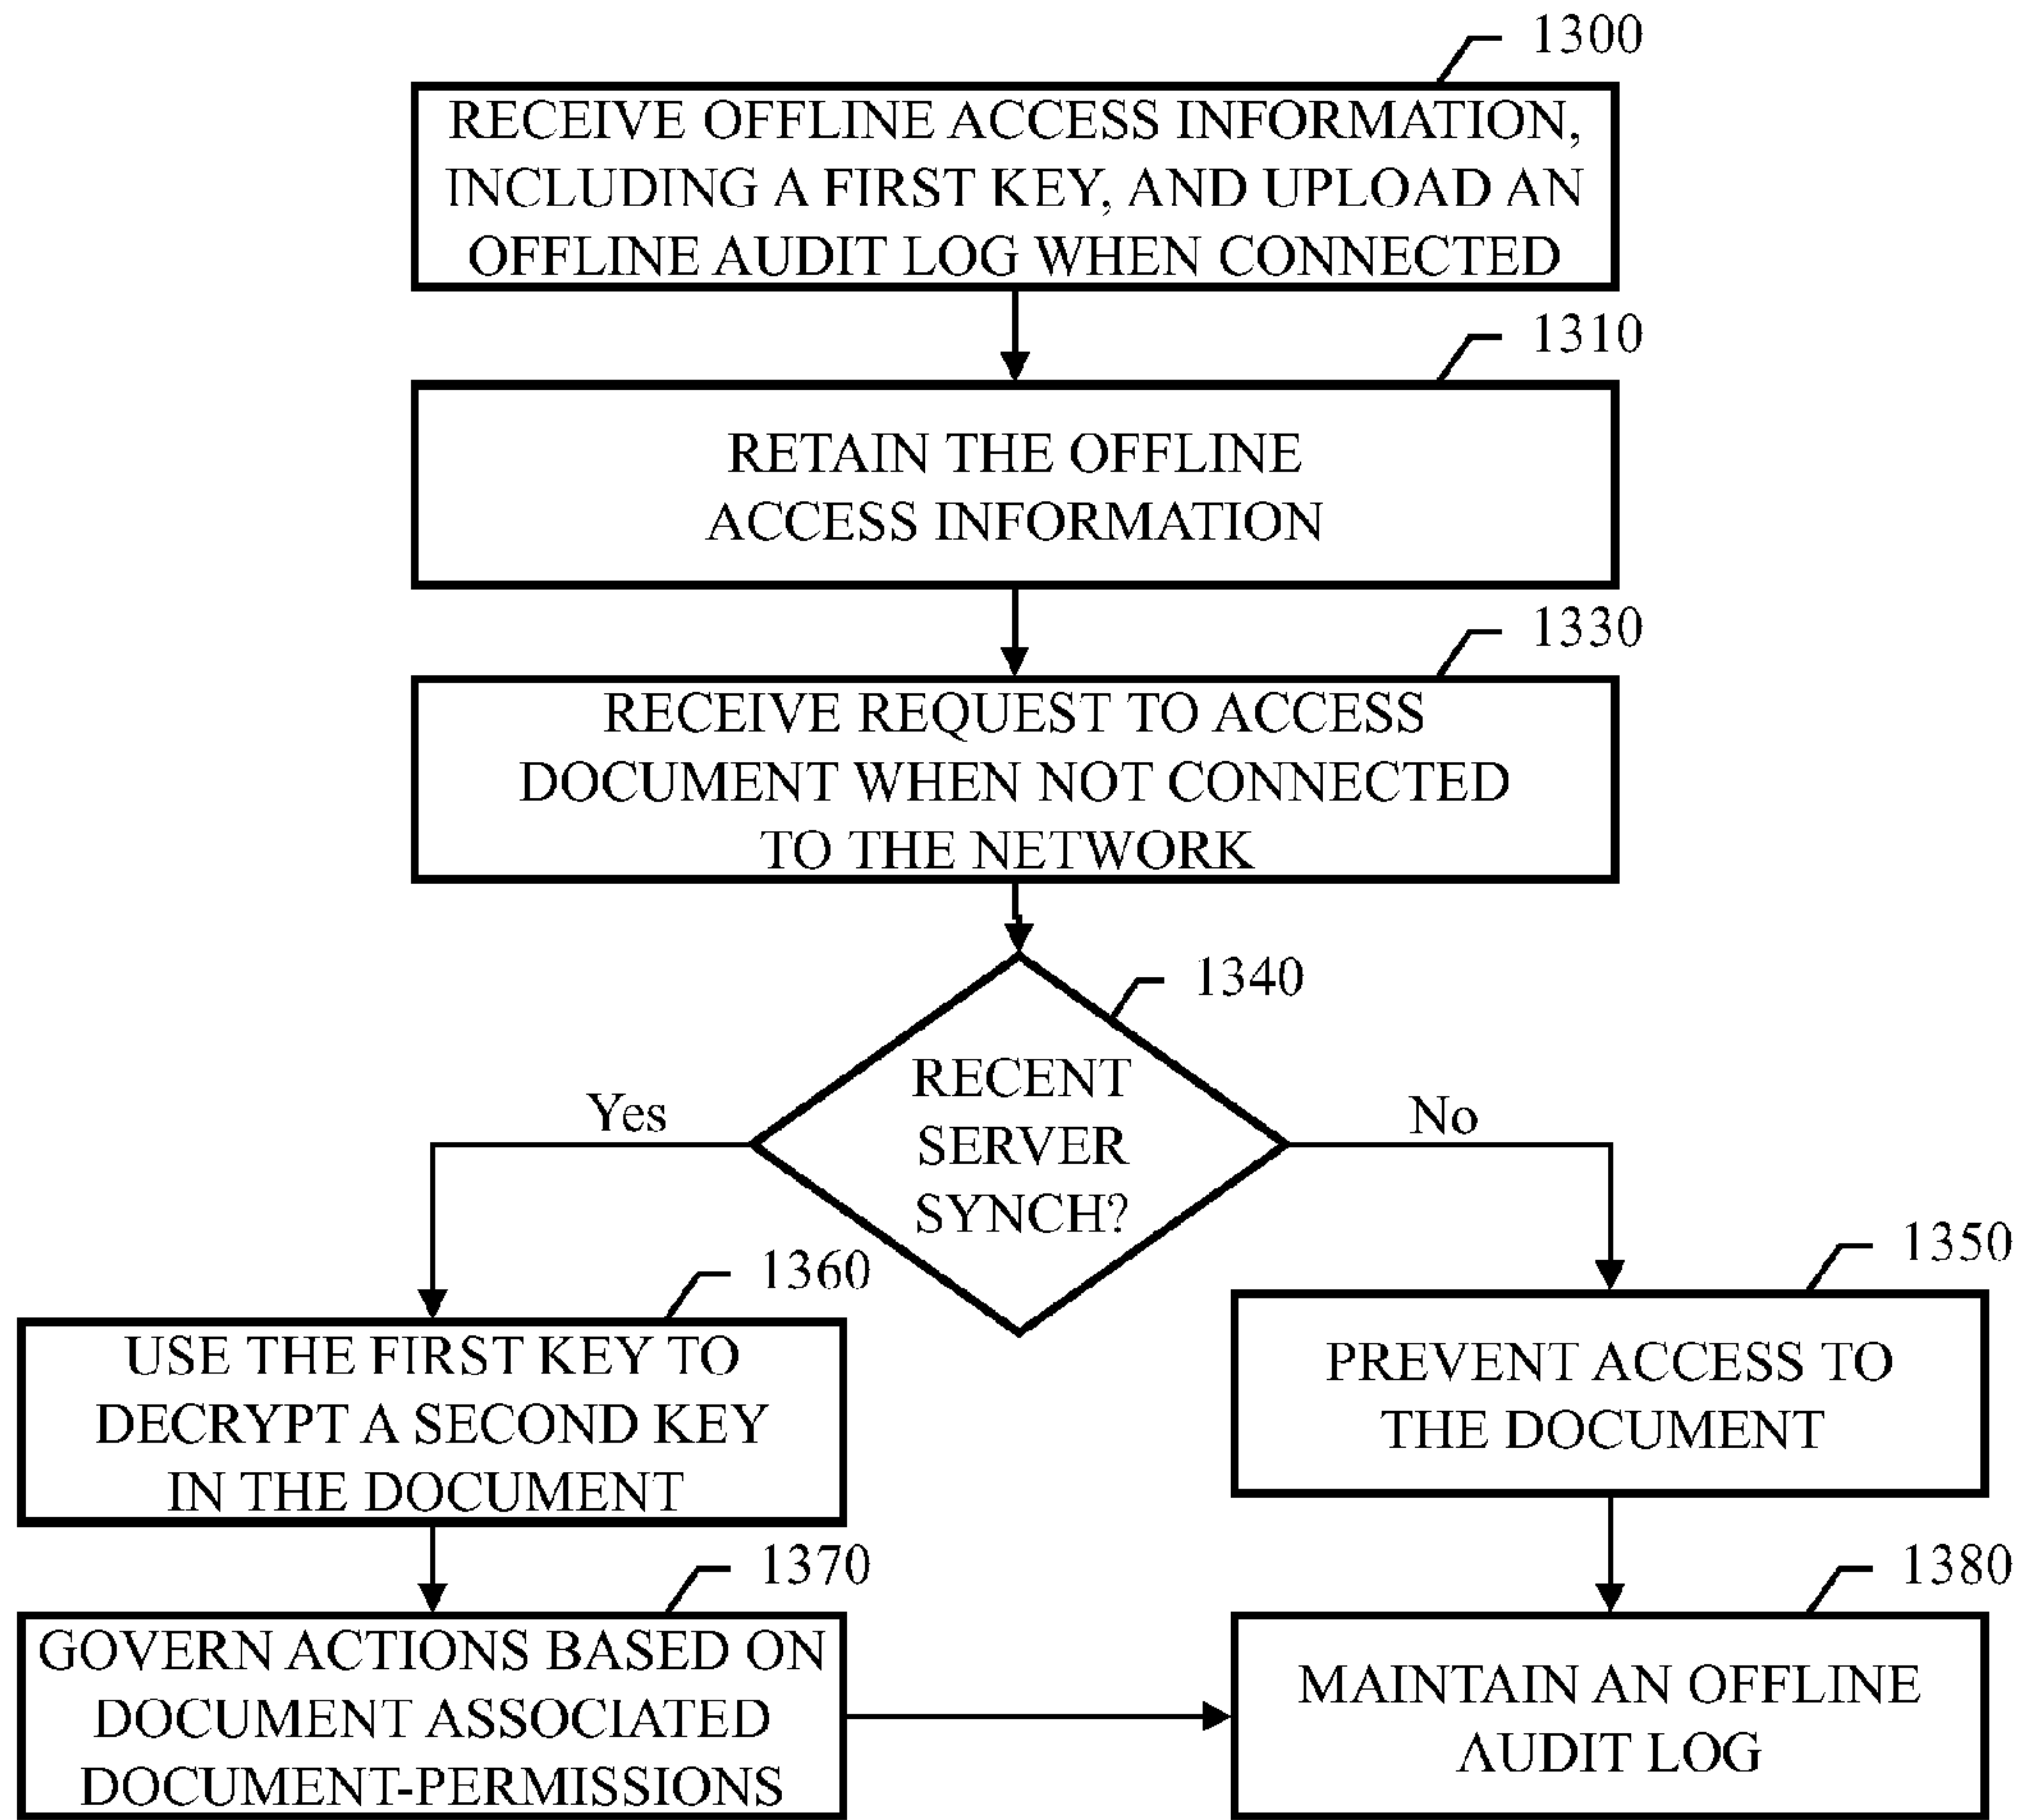 1300
RECEIVE OFFLINE ACCESS INFORMATION,
INCLUDING A FIRST KEY, AND UPLOAD AN
OFFLINE AUDIT LOG WHEN CONNECTED
1310
RETAIN THE OFFLINE
ACCESS INFORMATION
1330
RECEIVE REQUEST TO ACCESS
DOCUMENT WHEN NOT CONNECTED
TO THE NETWORK
1340
RECENT
SERVER
SYNCH?
Yes
No
1360
USE THE FIRST KEY TO
DECRYPT A SECOND KEY
IN THE DOCUMENT
1350
PREVENT ACCESS TO
THE DOCUMENT
1370
GOVERN ACTIONS BASED ON
DOCUMENT ASSOCIATED
DOCUMENT-PERMISSIONS
1380
MAINTAIN AN OFFLINE
AUDIT LOG